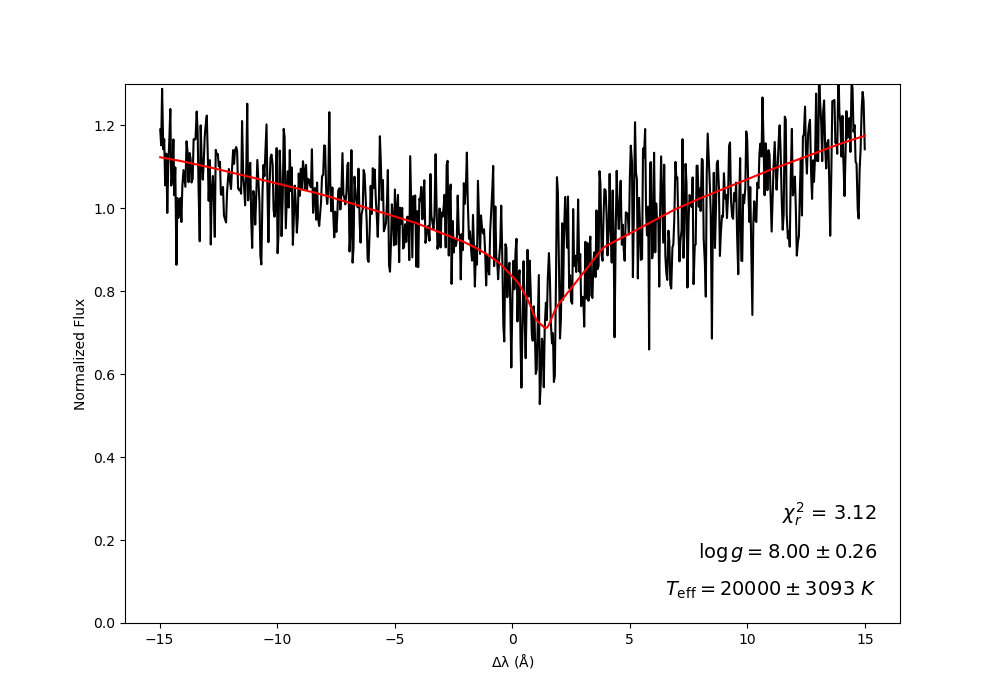 1.2
1.0
0.8
0.6
0.4
0.2
0.0
Normalized Flux
χ²ᵣ = 3.12
log g = 8.00 ± 0.26
T_eff = 20000 ± 3093 K
−15 −10 −5 0 5 10 15
Δλ (Å)